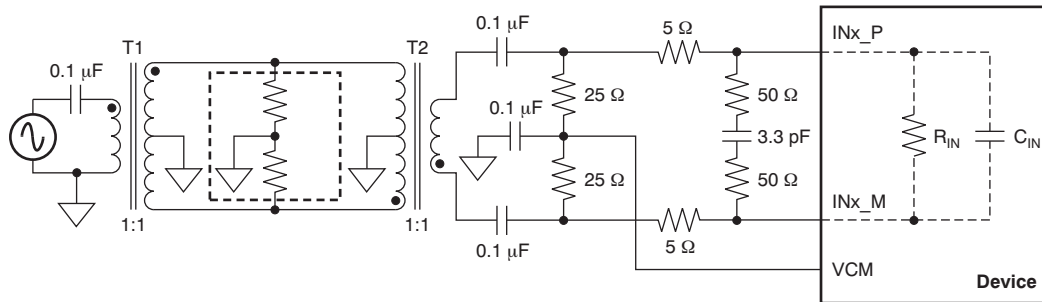 0.1 μF
T1
1:1
T2
1:1
0.1 μF
0.1 μF
0.1 μF
25 Ω
25 Ω
5 Ω
5 Ω
50 Ω
3.3 pF
50 Ω
INx_P
R_IN
C_IN
INx_M
VCM
Device